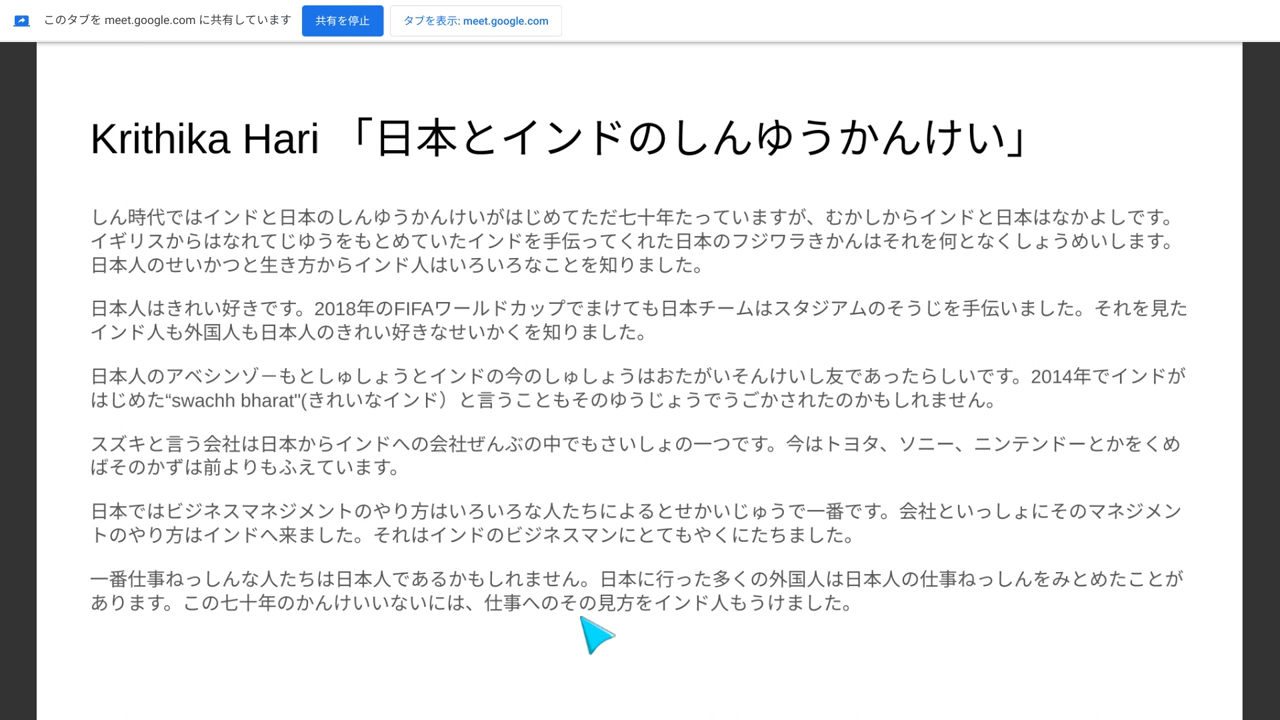 このタブを meet.google.com に共有しています
共有を停止
タブを表示: meet.google.com
Krithika Hari 「日本とインドのしんゆうかんけい」
しん時代ではインドと日本のしんゆうかんけいがはじめてただ七十年たっていますが、むかしからインドと日本はなかよしです。
イギリスからはなれてじゆうをもとめていたインドを手伝ってくれた日本のフジワラきかんはそれを何となくしょうめいします。
日本人のせいかつと生き方からインド人はいろいろなことを知りました。
日本人はきれい好きです。2018年のFIFAワールドカップでまけても日本チームはスタジアムのそうじを手伝いました。それを見た
インド人も外国人も日本人のきれい好きなせいかくを知りました。
日本人のアベシンゾーもとしゅしょうとインドの今のしゅしょうはおたがいそんけいし友であったらしいです。2014年でインドが
はじめた“swachh bharat"(きれいなインド）と言うこともそのゆうじょうでうごかされたのかもしれません。
スズキと言う会社は日本からインドへの会社ぜんぶの中でもさいしょの一つです。今はトヨタ、ソニー、ニンテンドーとかをくめ
ばそのかずは前よりもふえています。
日本ではビジネスマネジメントのやり方はいろいろな人たちによるとせかいじゅうで一番です。会社といっしょにそのマネジメン
トのやり方はインドへ来ました。それはインドのビジネスマンにとてもやくにたちました。
一番仕事ねっしんな人たちは日本人であるかもしれません。日本に行った多くの外国人は日本人の仕事ねっしんをみとめたことが
あります。この七十年のかんけいいないには、仕事へのその見方をインド人もうけました。